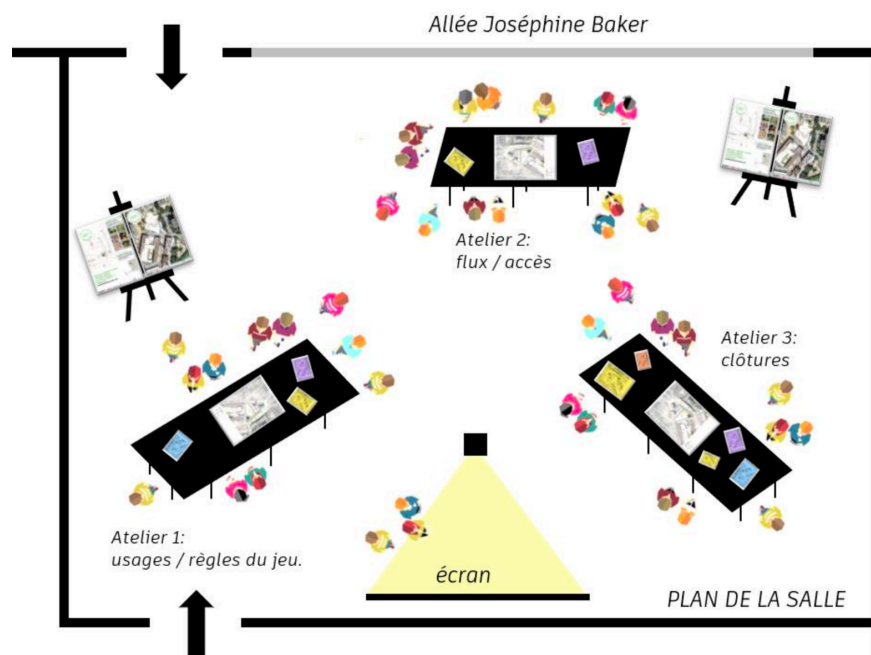 Allée Joséphine Baker
Atelier 2:
flux / accès
Atelier 3:
clôtures
Atelier 1:
usages / règles du jeu.
écran
PLAN DE LA SALLE